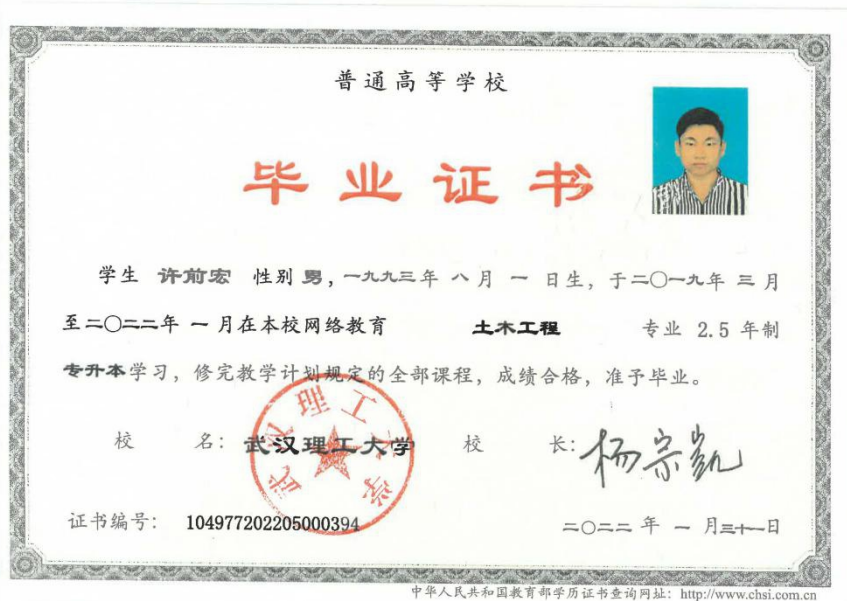 普通高等学校
毕业证书
学生 许前宏 性别 男，一九九三年 八 月 一 日生，于二〇一九年 三 月
至二〇二二年 一 月在本校网络教育 土木工程 专业 2.5 年制
专升本学习，修完教学计划规定的全部课程，成绩合格，准予毕业。
校 名： 武汉理工大学 校 长：杨宗凯
武汉理工大学
证书编号： 104977202205000394 二〇二二 年 一 月三十一日
中华人民共和国教育部学历证书查询网址：http://www.chsi.com.cn